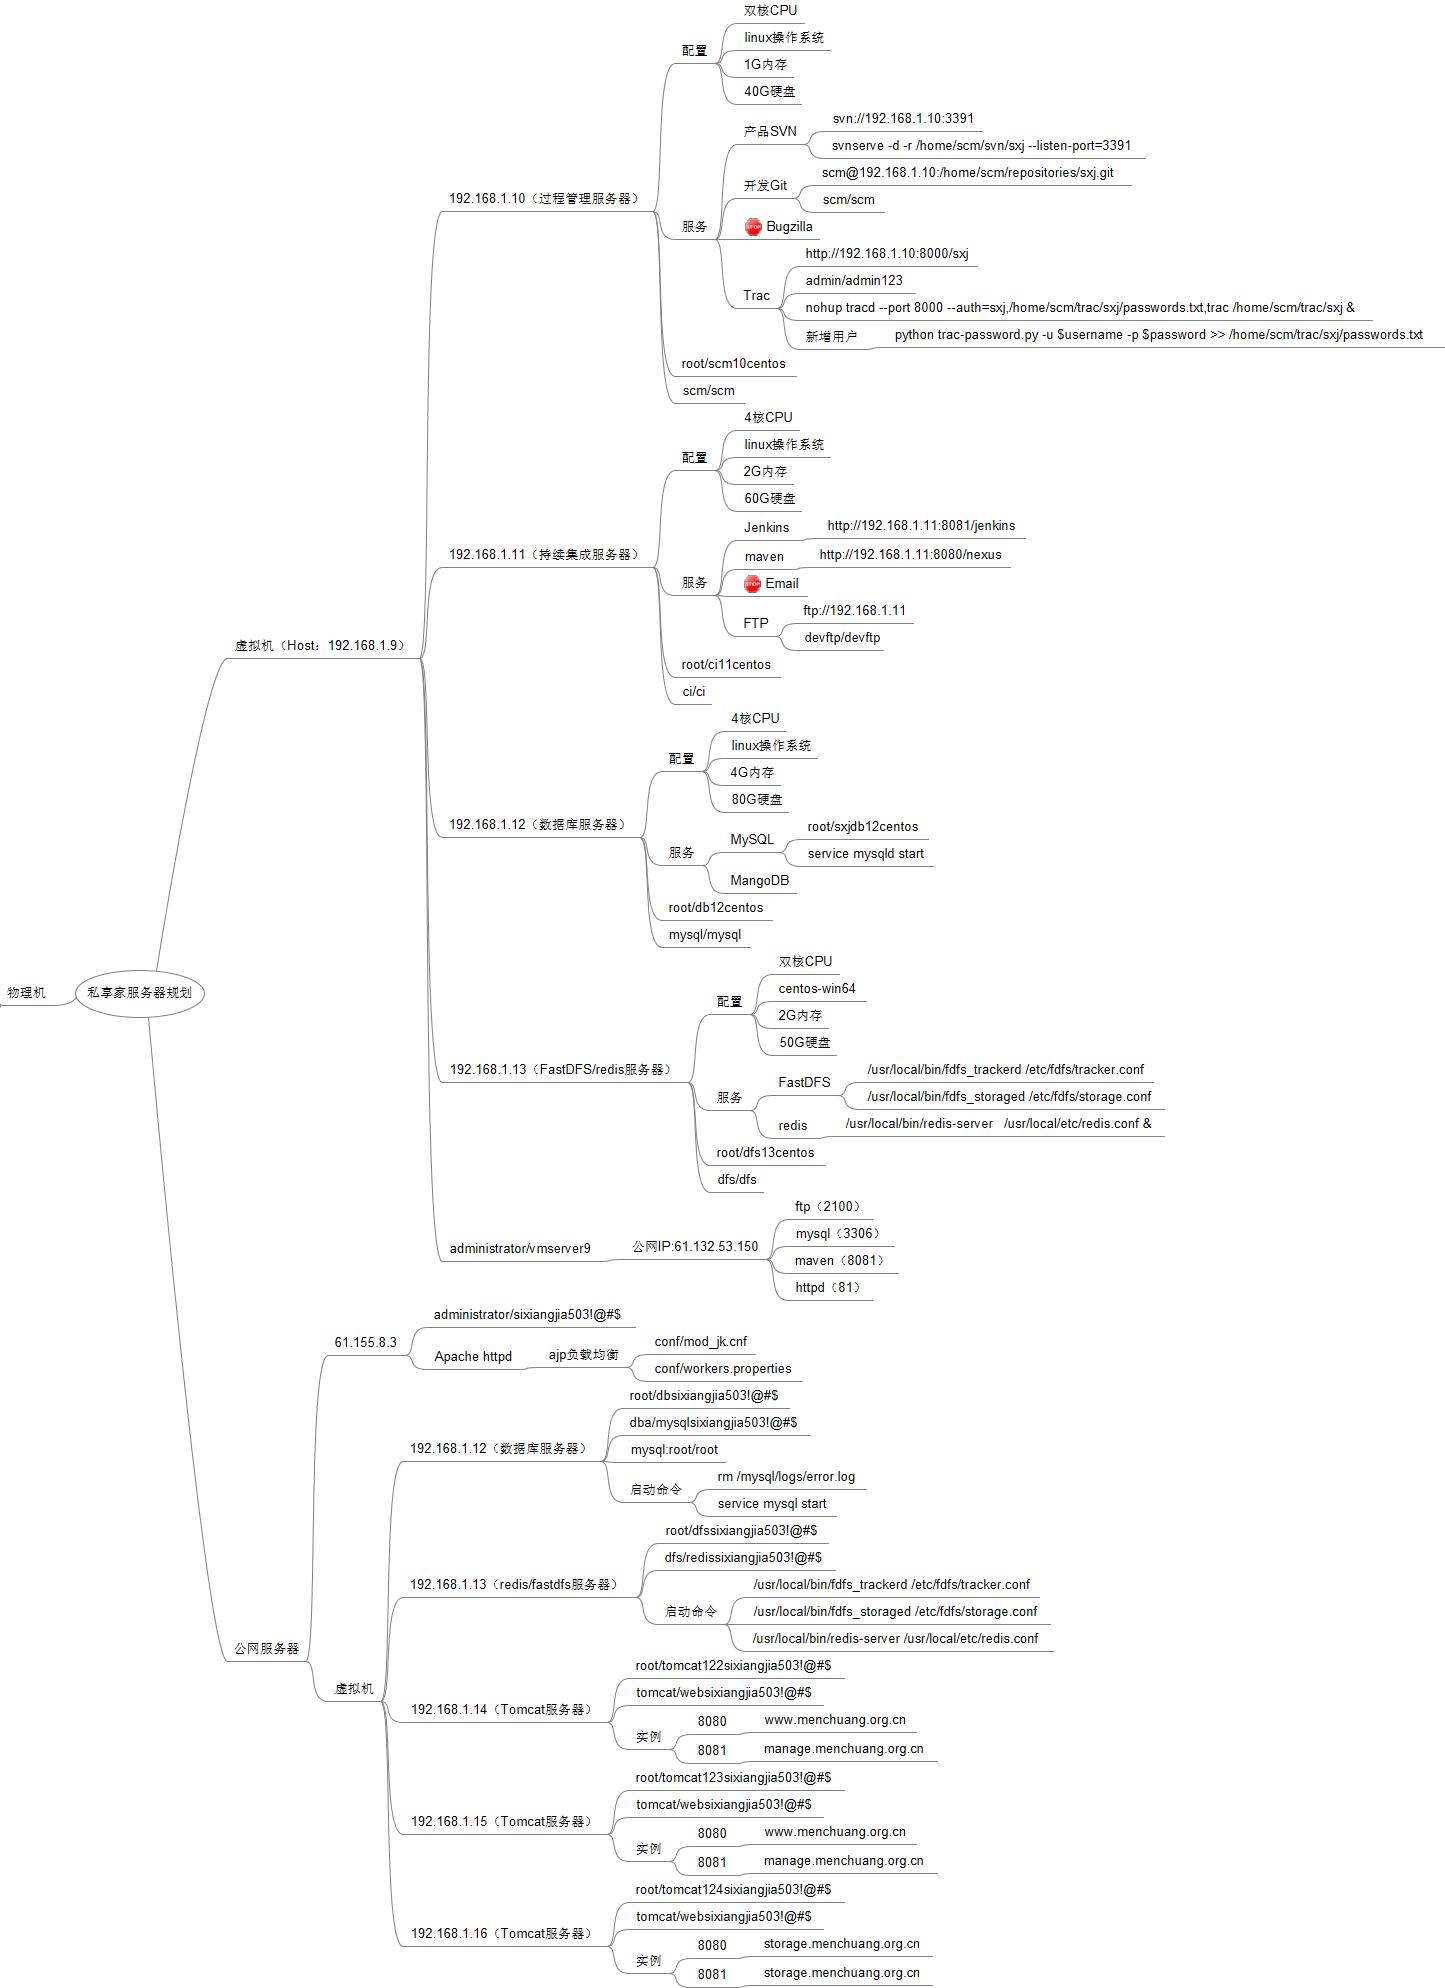 物理机
私享家服务器规划
虚拟机（Host：192.168.1.9）
192.168.1.10（过程管理服务器）
配置
双核CPU
linux操作系统
1G内存
40G硬盘
服务
产品SVN
svn://192.168.1.10:3391
svnserve -d -r /home/scm/svn/sxj --listen-port=3391
开发Git
scm@192.168.1.10:/home/scm/repositories/sxj.git
scm/scm
STOP Bugzilla
Trac
http://192.168.1.10:8000/sxj
admin/admin123
nohup tracd --port 8000 --auth=sxj,/home/scm/trac/sxj/passwords.txt,trac /home/scm/trac/sxj &
新增用户
python trac-password.py -u $username -p $password >> /home/scm/trac/sxj/passwords.txt
root/scm10centos
scm/scm
192.168.1.11（持续集成服务器）
配置
4核CPU
linux操作系统
2G内存
60G硬盘
服务
Jenkins
http://192.168.1.11:8081/jenkins
maven
http://192.168.1.11:8080/nexus
STOP Email
FTP
ftp://192.168.1.11
devftp/devftp
root/ci11centos
ci/ci
192.168.1.12（数据库服务器）
配置
4核CPU
linux操作系统
4G内存
80G硬盘
服务
MySQL
root/sxjdb12centos
service mysqld start
MangoDB
root/db12centos
mysql/mysql
192.168.1.13（FastDFS/redis服务器）
配置
双核CPU
centos-win64
2G内存
50G硬盘
服务
FastDFS
/usr/local/bin/fdfs_trackerd /etc/fdfs/tracker.conf
/usr/local/bin/fdfs_storaged /etc/fdfs/storage.conf
redis
/usr/local/bin/redis-server /usr/local/etc/redis.conf &
root/dfs13centos
dfs/dfs
administrator/vmserver9
公网IP:61.132.53.150
ftp（2100）
mysql（3306）
maven（8081）
httpd（81）
公网服务器
61.155.8.3
administrator/sixiangjia503!@#$
Apache httpd
ajp负载均衡
conf/mod_jk.cnf
conf/workers.properties
虚拟机
192.168.1.12（数据库服务器）
root/dbsixiangjia503!@#$
dba/mysqlsixiangjia503!@#$
mysql:root/root
启动命令
rm /mysql/logs/error.log
service mysql start
192.168.1.13（redis/fastdfs服务器）
root/dfssixiangjia503!@#$
dfs/redissixiangjia503!@#$
启动命令
/usr/local/bin/fdfs_trackerd /etc/fdfs/tracker.conf
/usr/local/bin/fdfs_storaged /etc/fdfs/storage.conf
/usr/local/bin/redis-server /usr/local/etc/redis.conf
192.168.1.14（Tomcat服务器）
root/tomcat122sixiangjia503!@#$
tomcat/websixiangjia503!@#$
实例
8080
www.menchuang.org.cn
8081
manage.menchuang.org.cn
192.168.1.15（Tomcat服务器）
root/tomcat123sixiangjia503!@#$
tomcat/websixiangjia503!@#$
实例
8080
www.menchuang.org.cn
8081
manage.menchuang.org.cn
192.168.1.16（Tomcat服务器）
root/tomcat124sixiangjia503!@#$
tomcat/websixiangjia503!@#$
实例
8080
storage.menchuang.org.cn
8081
storage.menchuang.org.cn